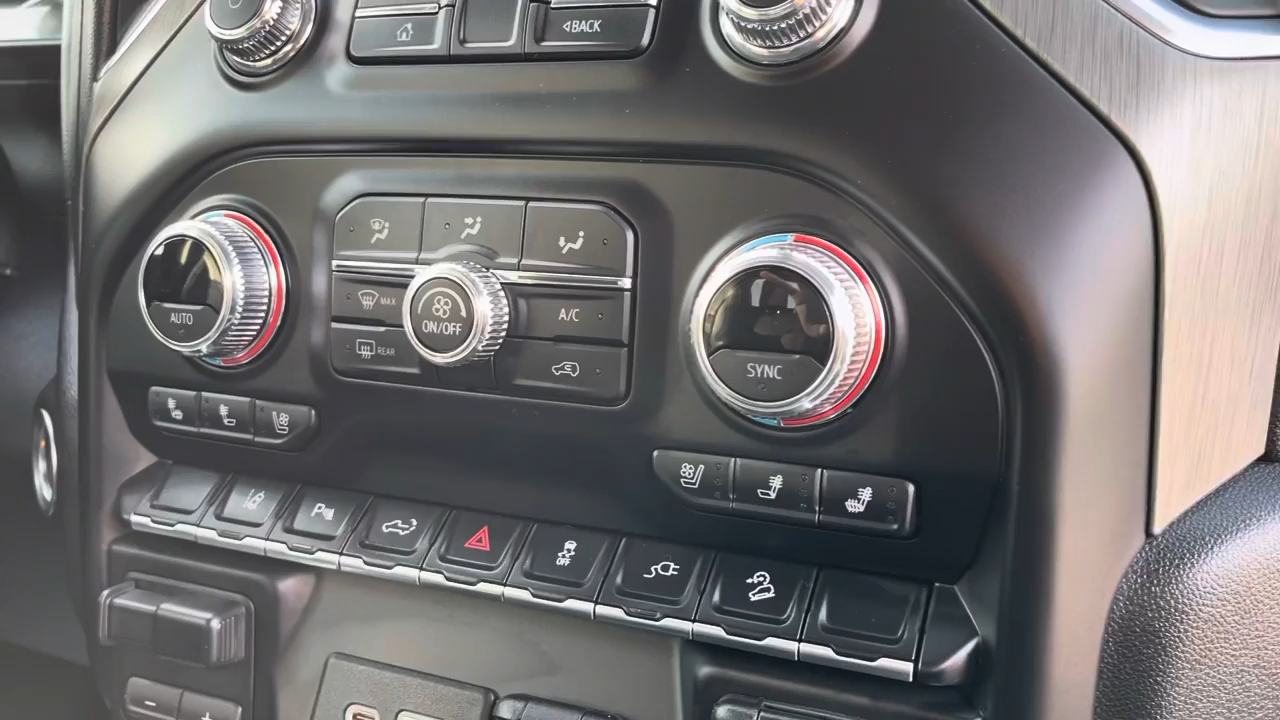 ◁BACK
AUTO
MAX
ON/OFF
A/C
REAR
SYNC
P
OFF